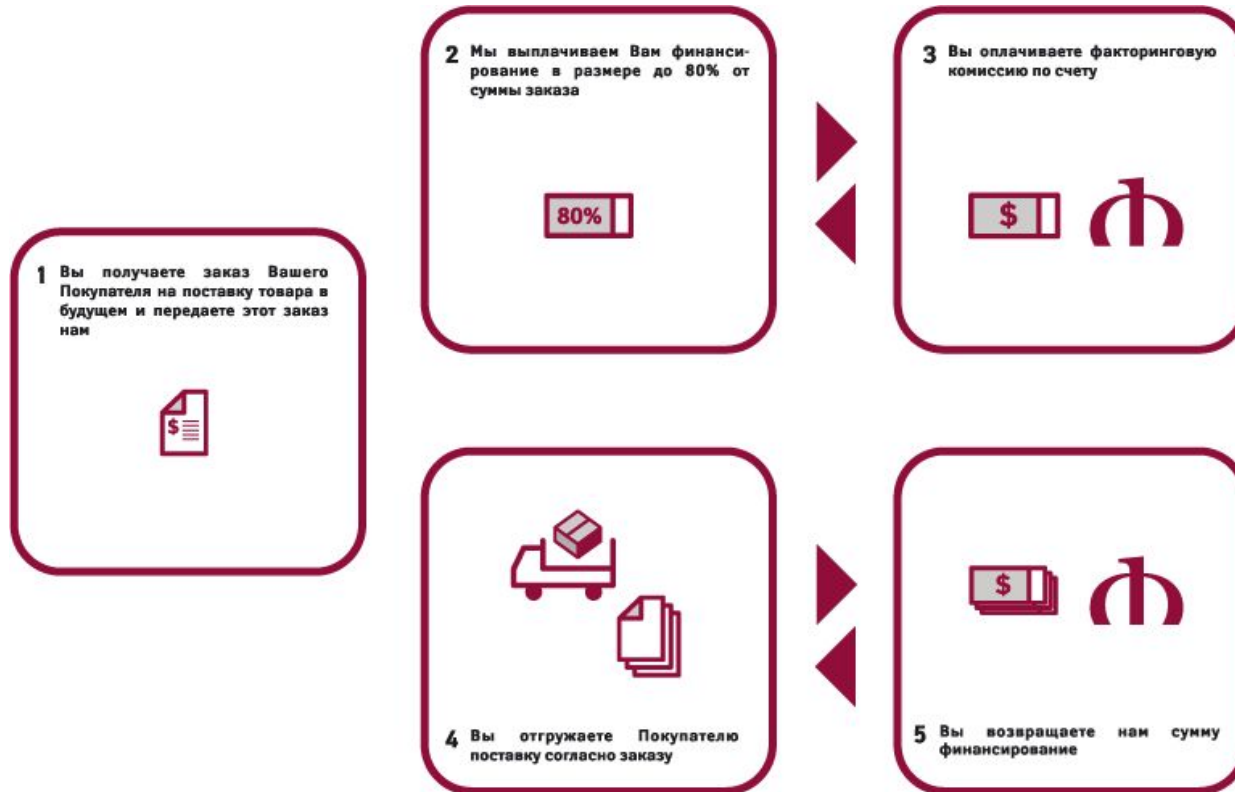 1 Вы получаете заказ Вашего
Покупателя на поставку товара в
будущем и передаете этот заказ
нам
$
2 Мы выплачиваем Вам финанси-
рование в размере до 80% от
суммы заказа
80%
3 Вы оплачиваете факторинговую
комиссию по счету
$ ф
4 Вы отгружаете Покупателю
поставку согласно заказу
$ ф
5 Вы возвращаете нам сумму
финансирование